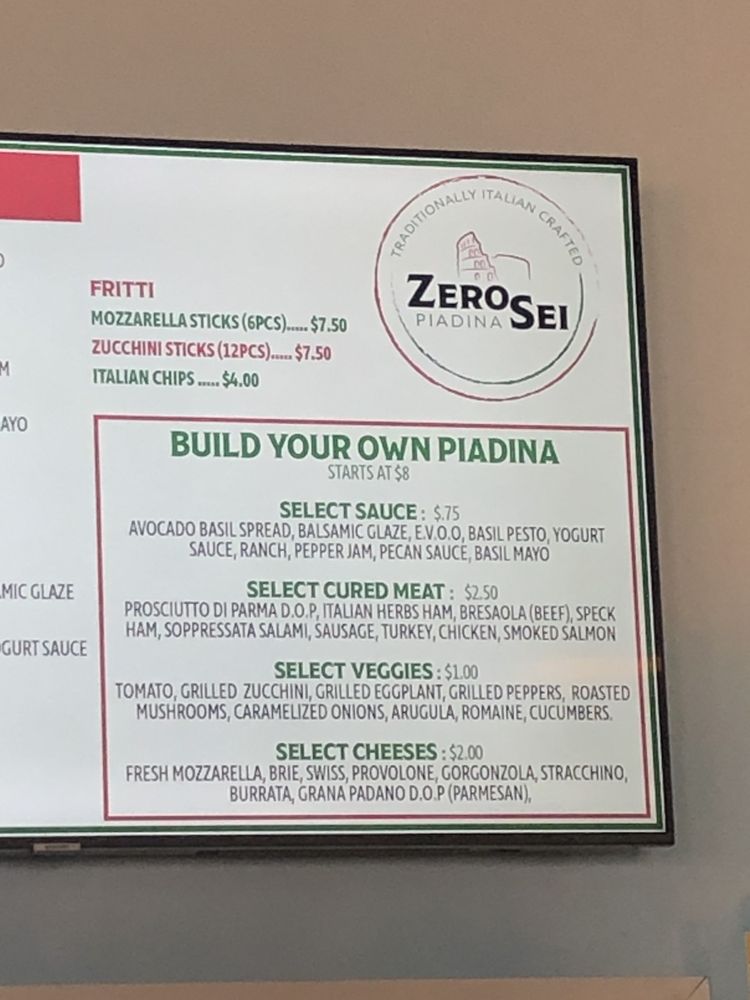 TRADITIONALLY ITALIAN CRAFTED
ZEROSEI
PIADINA
FRITTI
MOZZARELLA STICKS (6PCS)..... $7.50
ZUCCHINI STICKS (12PCS)..... $7.50
ITALIAN CHIPS ..... $4.00
AYO
MIC GLAZE
OGURT SAUCE
BUILD YOUR OWN PIADINA
STARTS AT $8
SELECT SAUCE : $.75
AVOCADO BASIL SPREAD, BALSAMIC GLAZE, E.V.O.O, BASIL PESTO, YOGURT
SAUCE, RANCH, PEPPER JAM, PECAN SAUCE, BASIL MAYO
SELECT CURED MEAT : $2.50
PROSCIUTTO DI PARMA D.O.P, ITALIAN HERBS HAM, BRESAOLA (BEEF), SPECK
HAM, SOPPRESSATA SALAMI, SAUSAGE, TURKEY, CHICKEN, SMOKED SALMON
SELECT VEGGIES : $1.00
TOMATO, GRILLED ZUCCHINI, GRILLED EGGPLANT, GRILLED PEPPERS, ROASTED
MUSHROOMS, CARAMELIZED ONIONS, ARUGULA, ROMAINE, CUCUMBERS.
SELECT CHEESES : $2.00
FRESH MOZZARELLA, BRIE, SWISS, PROVOLONE, GORGONZOLA, STRACCHINO,
BURRATA, GRANA PADANO D.O.P (PARMESAN),